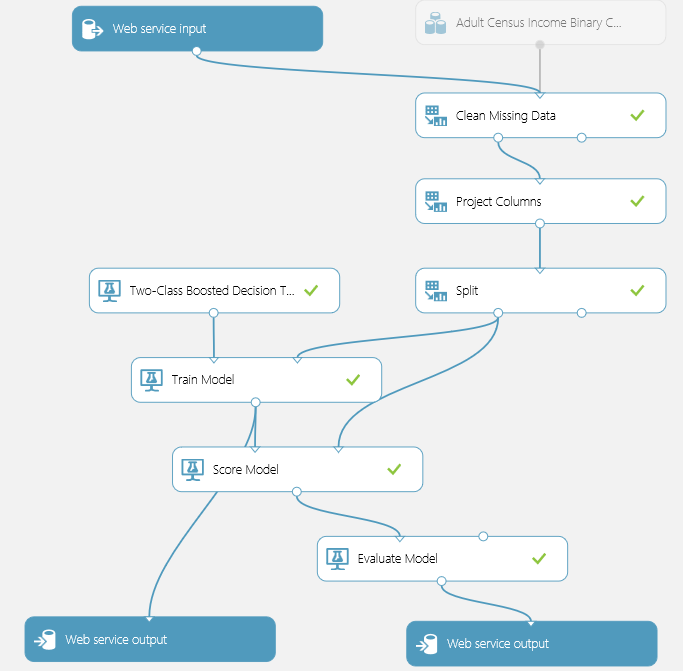 Web service input
Adult Census Income Binary C...
Clean Missing Data
Project Columns
Two-Class Boosted Decision T...
Split
Train Model
Score Model
Evaluate Model
Web service output
Web service output